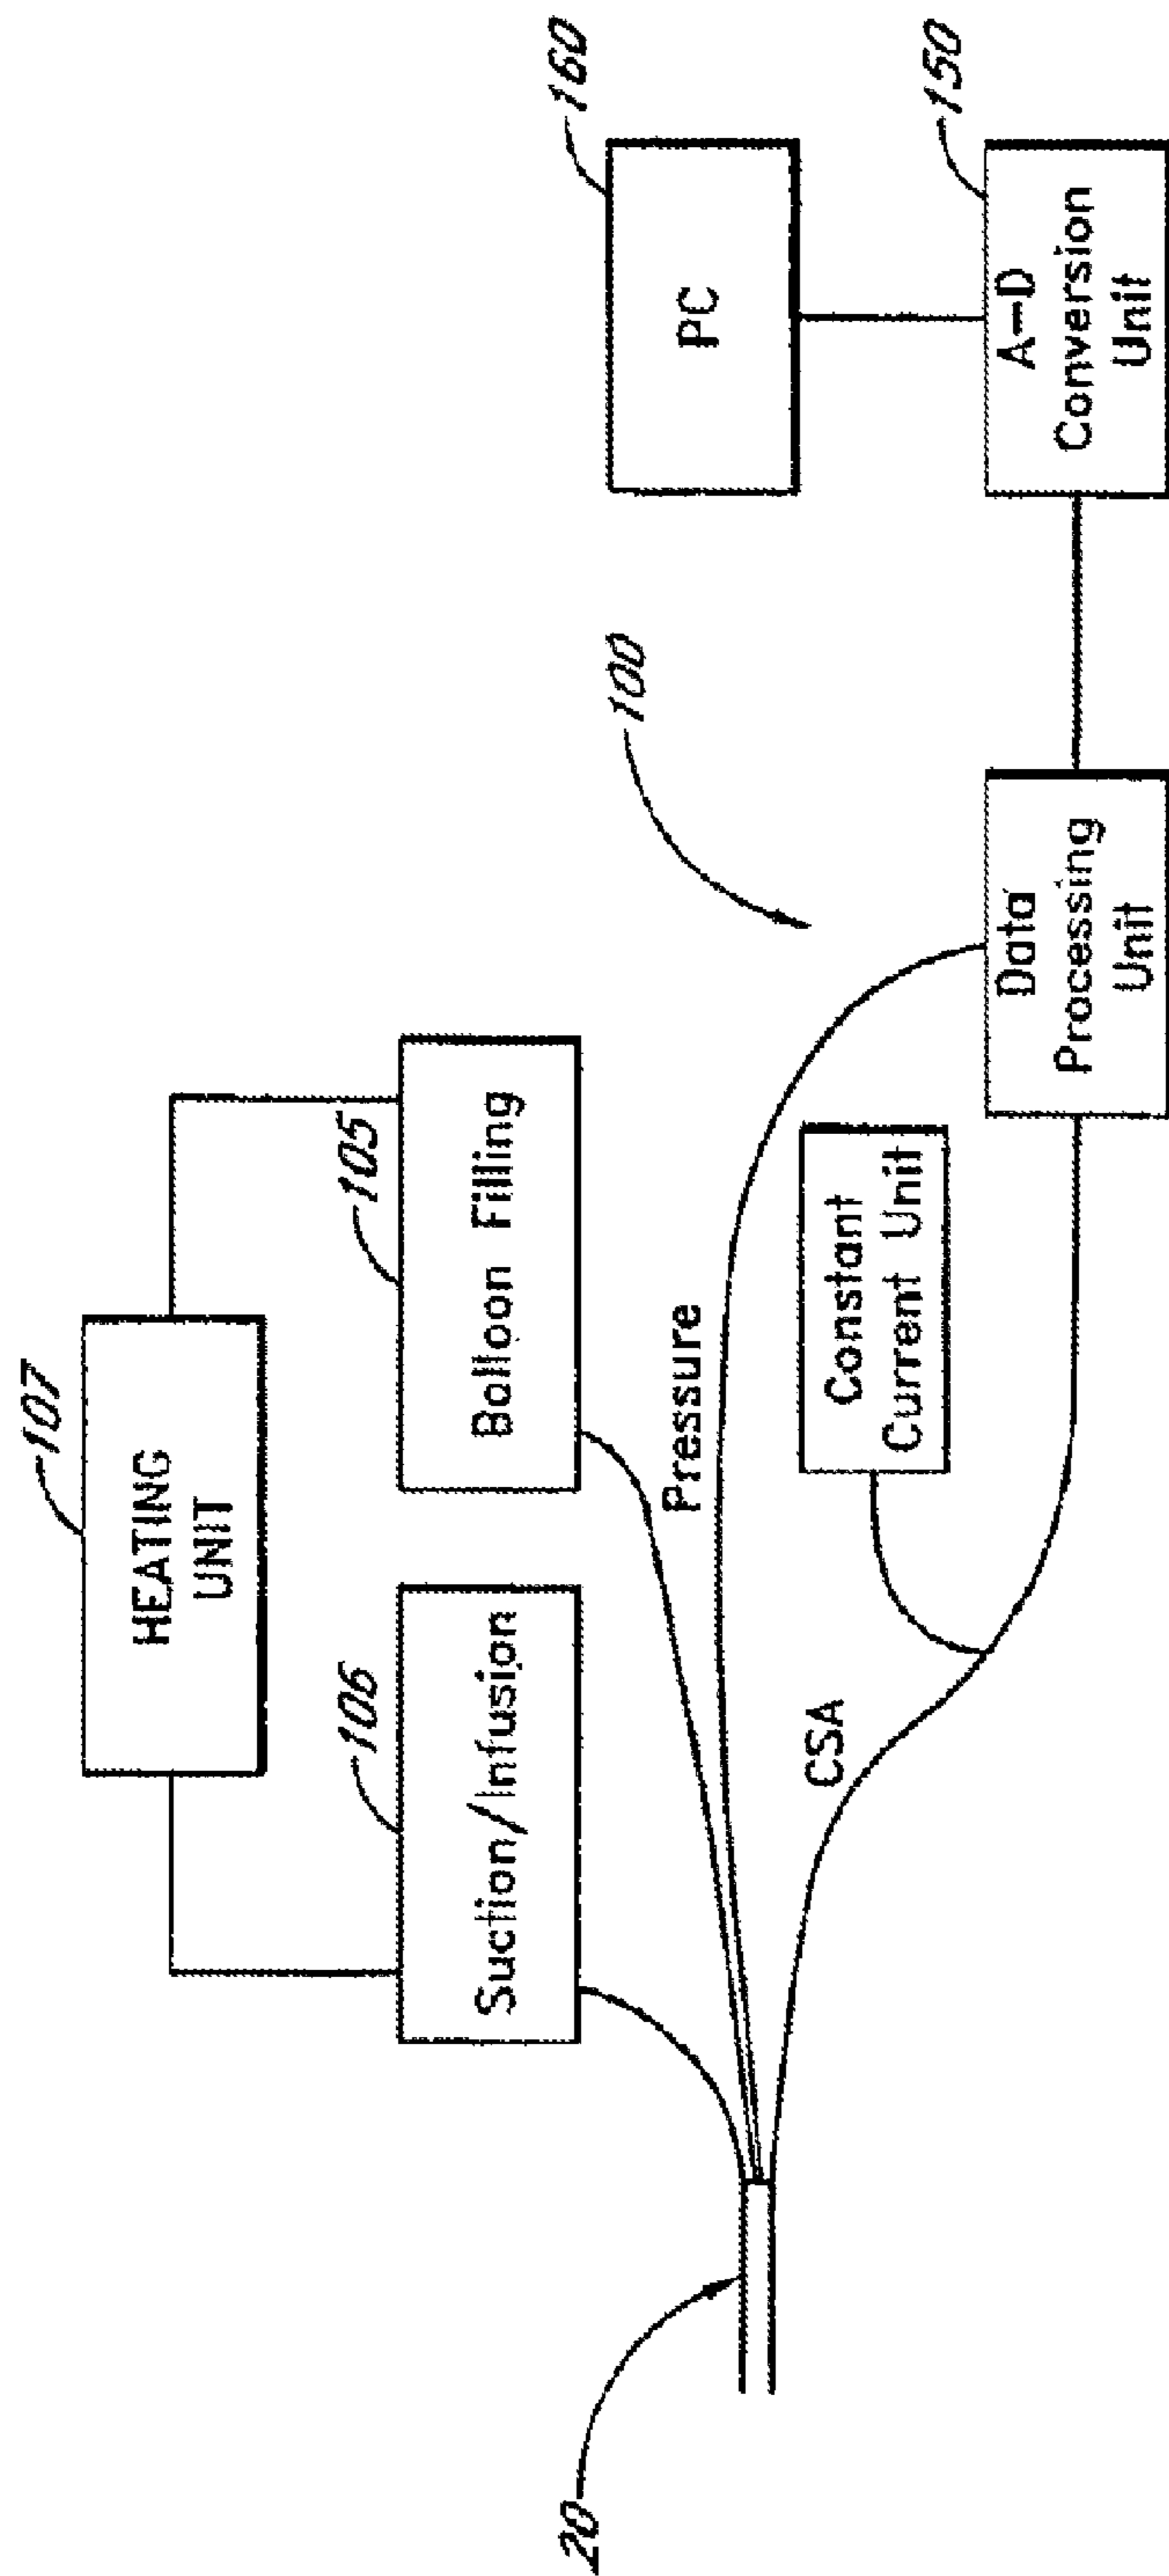 107
HEATING
UNIT
106
Suction/Infusion
105
Balloon Filling
160
PC
100
Pressure
Constant
Current Unit
CSA
20
Data
Processing
Unit
150
A-D
Conversion
Unit